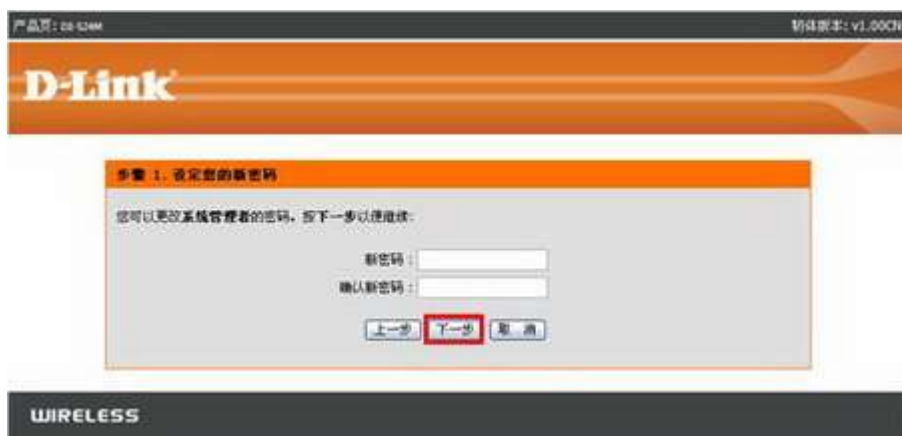 产品页:
韧体版本: v1.00CN
D-Link
步骤 1. 设定您的新密码
您可以更改系统管理者的密码。按下一步以便继续:
新密码 :
确认新密码 :
上一步 下一步 取 消
WIRELESS